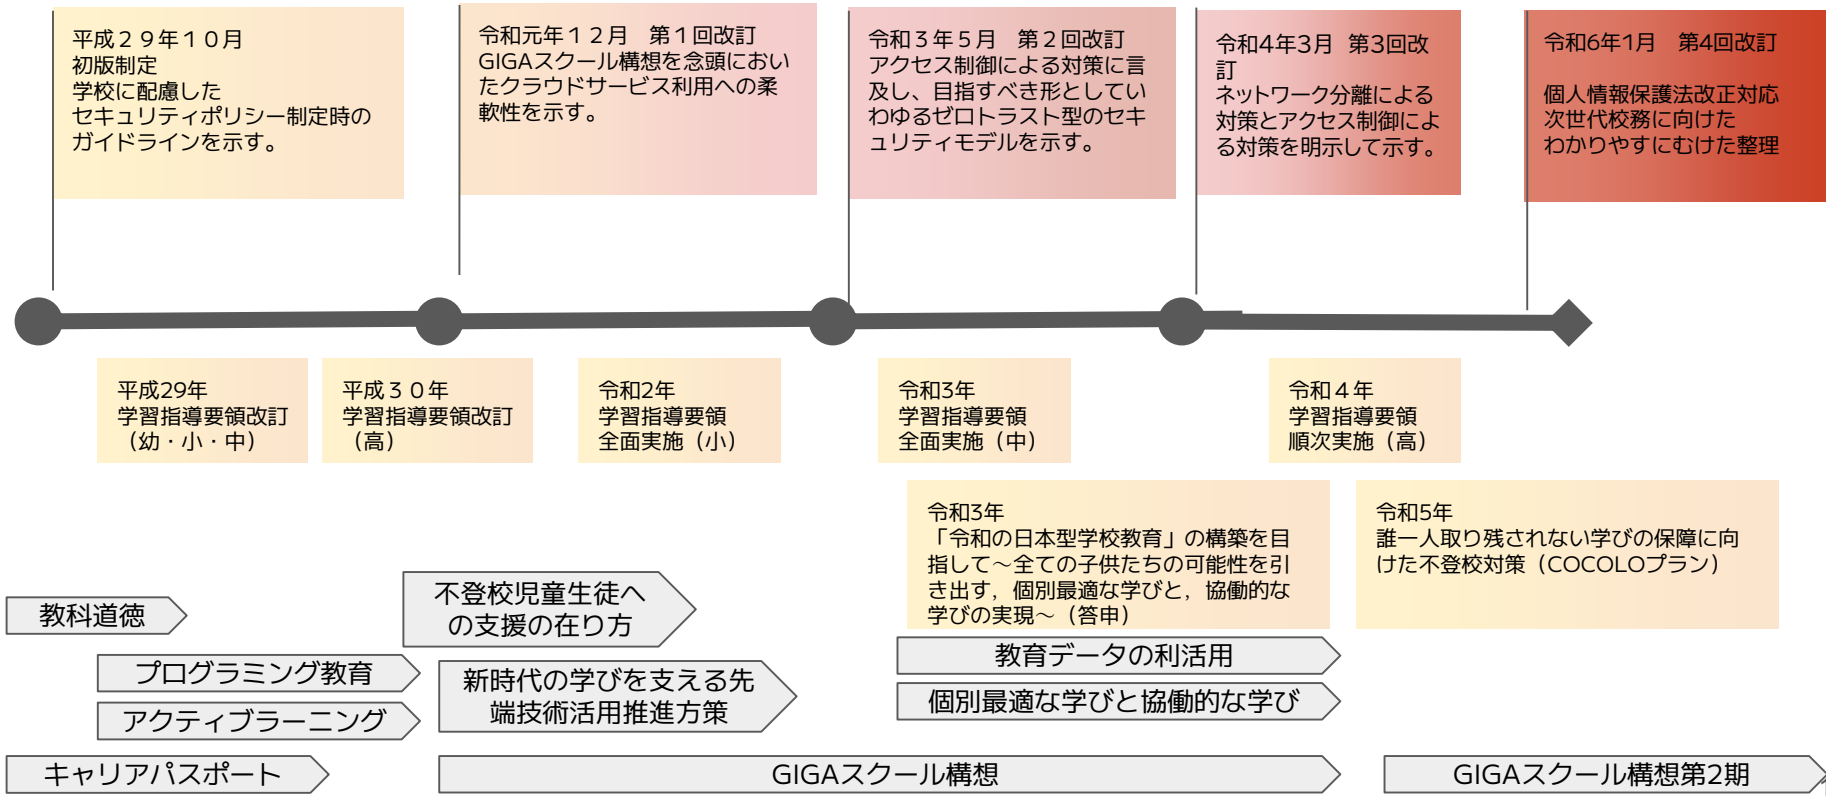 平成２９年１０月
初版制定
学校に配慮した
セキュリティポリシー制定時の
ガイドラインを示す。
令和元年１２月　第１回改訂
GIGAスクール構想を念頭におい
たクラウドサービス利用への柔
軟性を示す。
令和３年５月　第２回改訂
アクセス制御による対策に言
及し、目指すべき形としてい
わゆるゼロトラスト型のセキ
ュリティモデルを示す。
令和4年3月 第3回改
訂
ネットワーク分離による
対策とアクセス制御によ
る対策を明示して示す。
令和6年1月　第4回改訂
個人情報保護法改正対応
次世代校務に向けた
わかりやすにむけた整理
平成29年
学習指導要領改訂
（幼・小・中）
平成３０年
学習指導要領改訂
（高）
令和2年
学習指導要領
全面実施（小）
令和3年
学習指導要領
全面実施（中）
令和４年
学習指導要領
順次実施（高）
令和3年
「令和の日本型学校教育」の構築を目
指して～全ての子供たちの可能性を引
き出す，個別最適な学びと，協働的な
学びの実現～（答申）
令和5年
誰一人取り残されない学びの保障に向
けた不登校対策（COCOLOプラン）
教科道徳
不登校児童生徒へ
の支援の在り方
プログラミング教育
アクティブラーニング
新時代の学びを支える先
端技術活用推進方策
教育データの利活用
個別最適な学びと協働的な学び
キャリアパスポート
GIGAスクール構想
GIGAスクール構想第2期